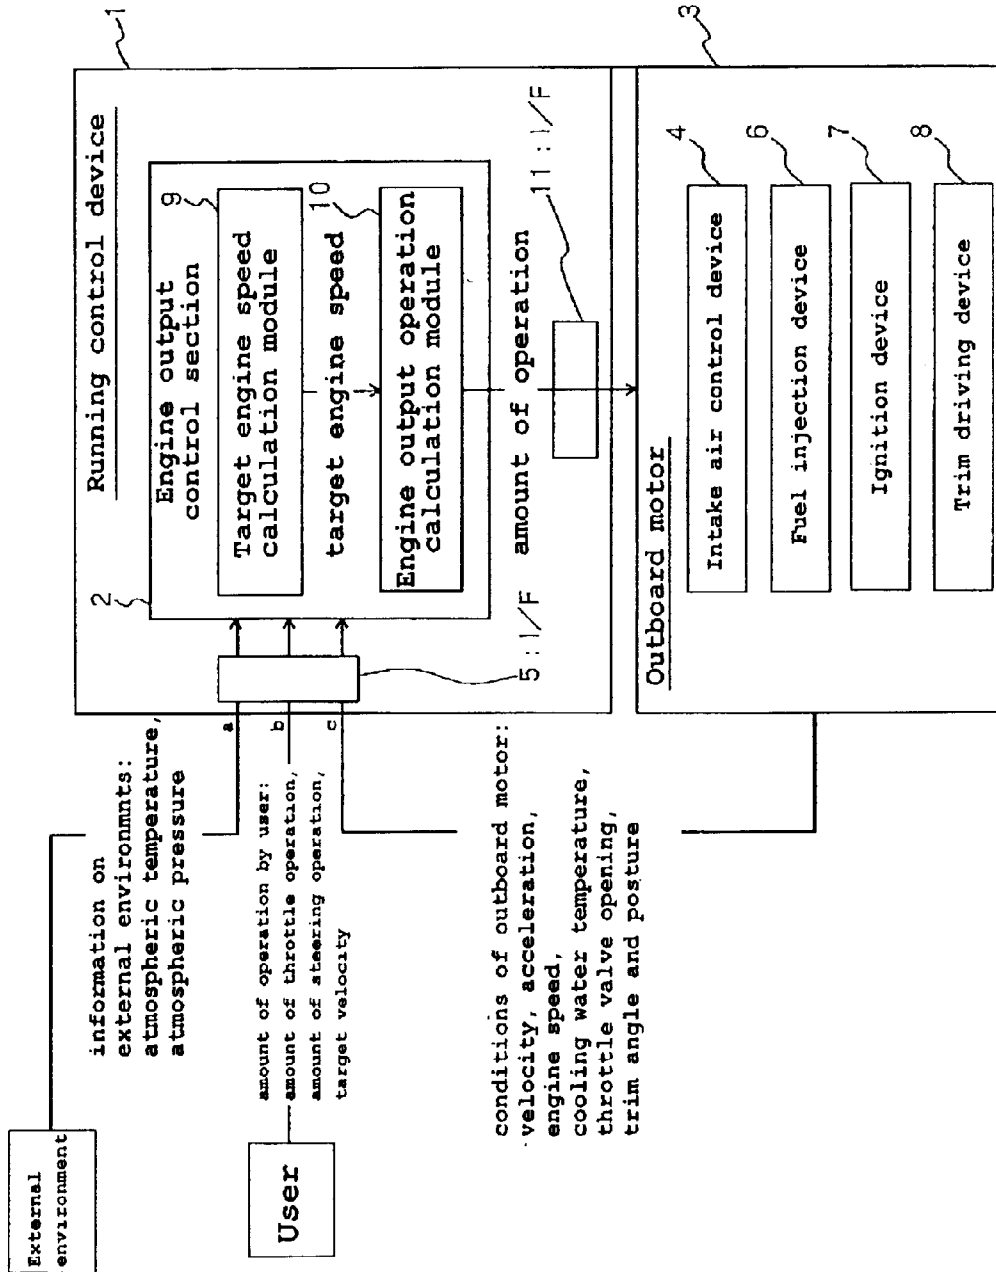 External
environment
information on
external environmnts:
atmospheric temperature,
atmospheric pressure
User
amount of operation by user:
amount of throttle operation,
amount of steering operation,
target velocity
conditions of outboard motor:
velocity, acceleration,
engine speed,
cooling water temperature,
throttle valve opening,
trim angle and posture
a
b
c
5:I/F
Running control device
1
2
Engine output
control section
Target engine speed
calculation module
9
target engine speed
Engine output operation
calculation module
10
amount of operation
11:I/F
Outboard motor
3
Intake air control device
4
Fuel injection device
6
Ignition device
7
Trim driving device
8